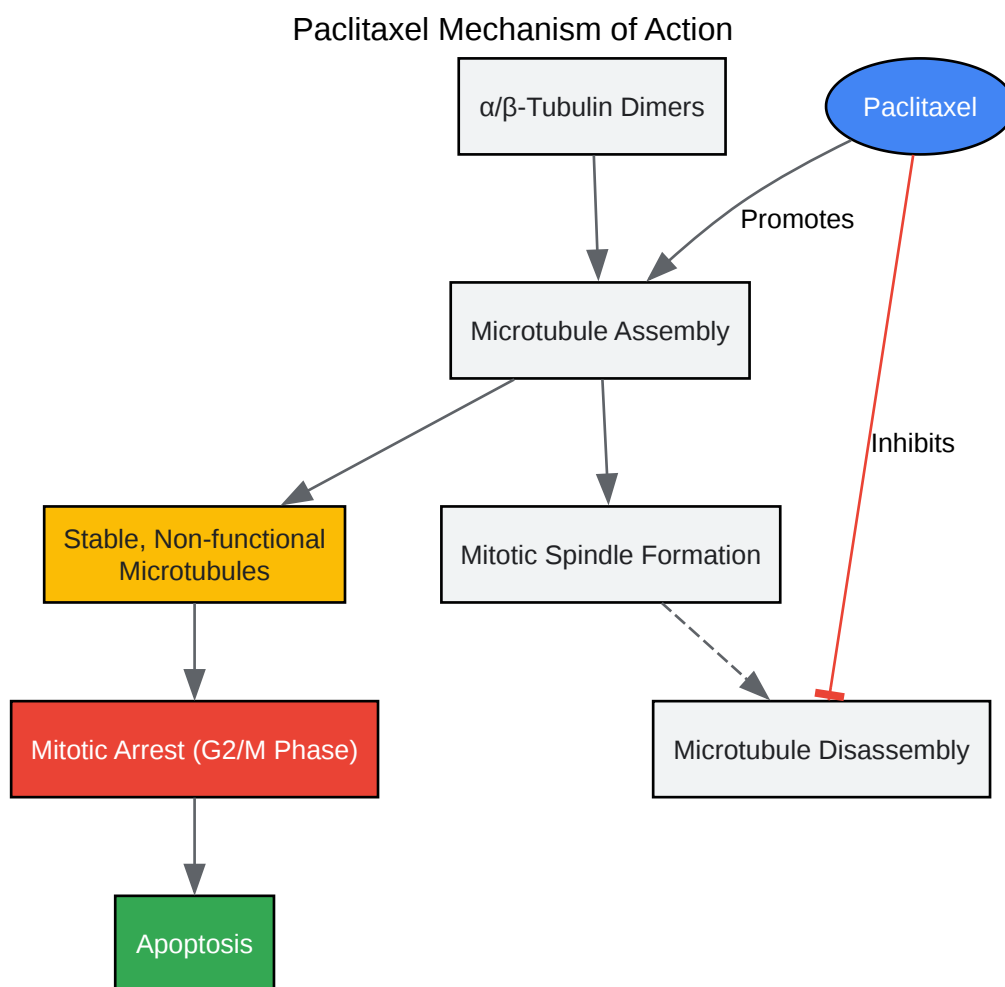 Paclitaxel Mechanism of Action
α/β-Tubulin Dimers
Paclitaxel
Promotes
Microtubule Assembly
Inhibits
Stable, Non-functional
Microtubules
Mitotic Spindle Formation
Mitotic Arrest (G2/M Phase)
Microtubule Disassembly
Apoptosis